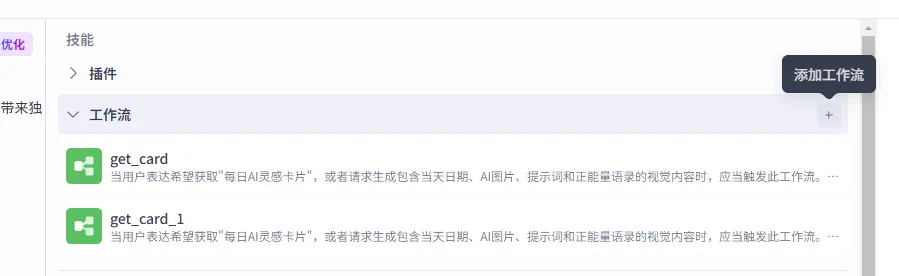 技能
优化
插件
添加工作流
带来独
工作流
+
get_card
当用户表达希望获取"每日AI灵感卡片"，或者请求生成包含当天日期、AI图片、提示词和正能量语录的视觉内容时，应当触发此工作流。…
get_card_1
当用户表达希望获取"每日AI灵感卡片"，或者请求生成包含当天日期、AI图片、提示词和正能量语录的视觉内容时，应当触发此工作流。…